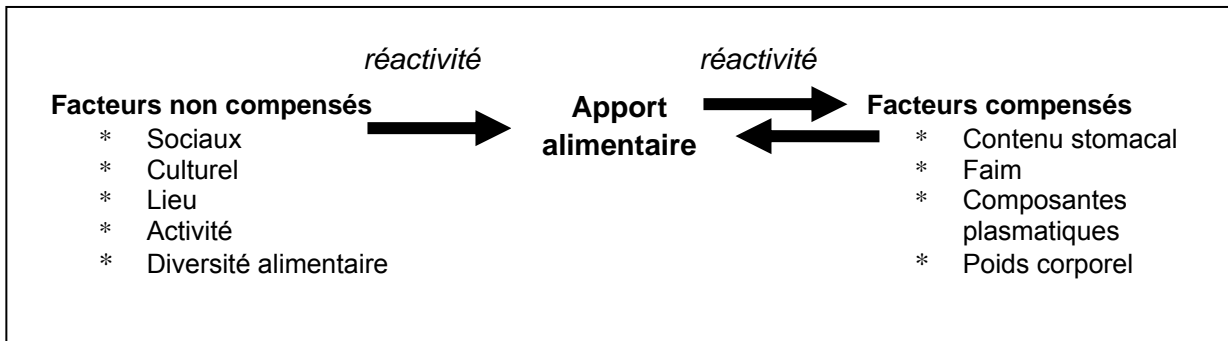 réactivité
réactivité
Facteurs non compensés
* Sociaux
* Culturel
* Lieu
* Activité
* Diversité alimentaire
Apport
alimentaire
Facteurs compensés
* Contenu stomacal
* Faim
* Composantes
plasmatiques
* Poids corporel